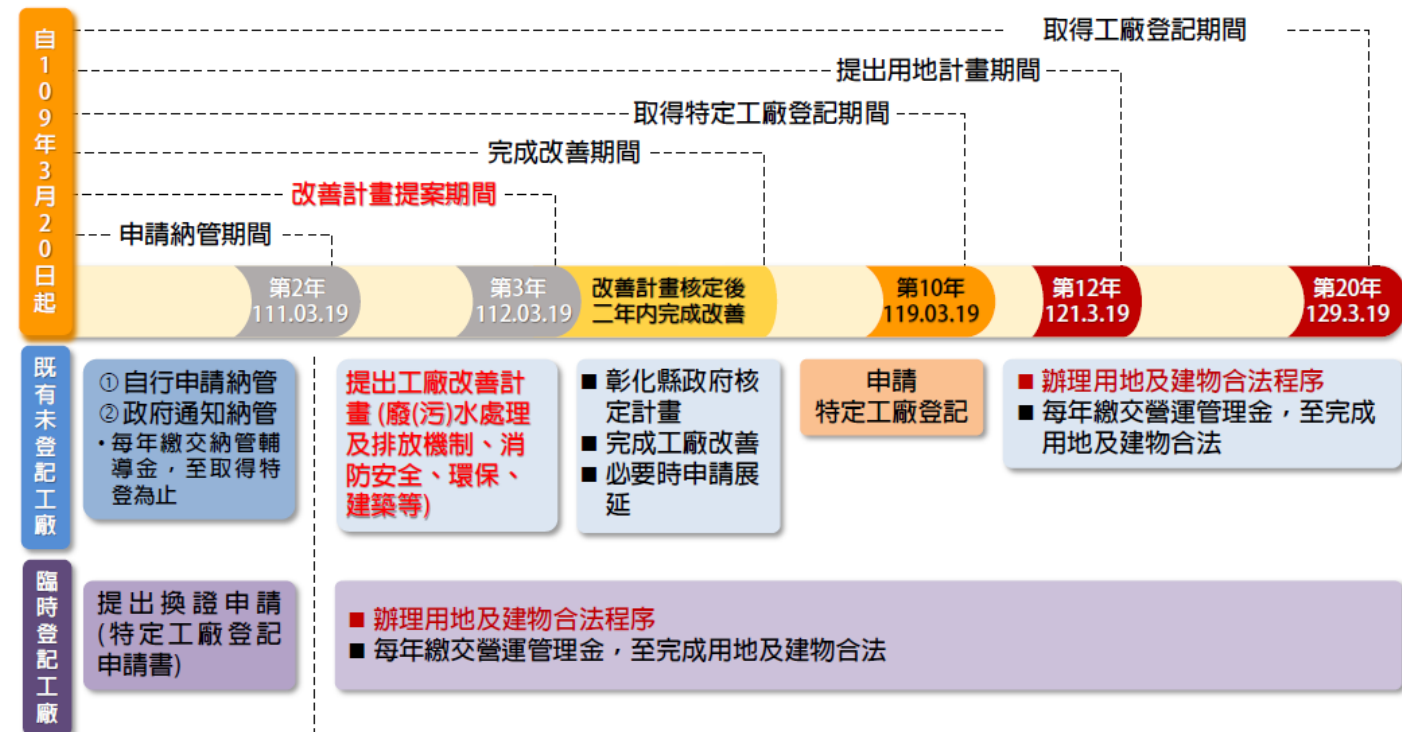 自109年3月20日起
取得工廠登記期間
提出用地計畫期間
取得特定工廠登記期間
完成改善期間
改善計畫提案期間
申請納管期間
第2年
111.03.19
第3年
112.03.19
改善計畫核定後
二年內完成改善
第10年
119.03.19
第12年
121.3.19
第20年
129.3.19
既有未登記工廠
①自行申請納管
②政府通知納管
•每年繳交納管輔
導金，至取得特
登為止
提出工廠改善計
畫 (廢(污)水處理
及排放機制、消
防安全、環保、
建築等)
■ 彰化縣政府核
定計畫
■ 完成工廠改善
■ 必要時申請展
延
申請
特定工廠登記
■ 辦理用地及建物合法程序
■ 每年繳交營運管理金，至完成
用地及建物合法
臨時登記工廠
提出換證申請
(特定工廠登記
申請書)
■ 辦理用地及建物合法程序
■ 每年繳交營運管理金，至完成用地及建物合法